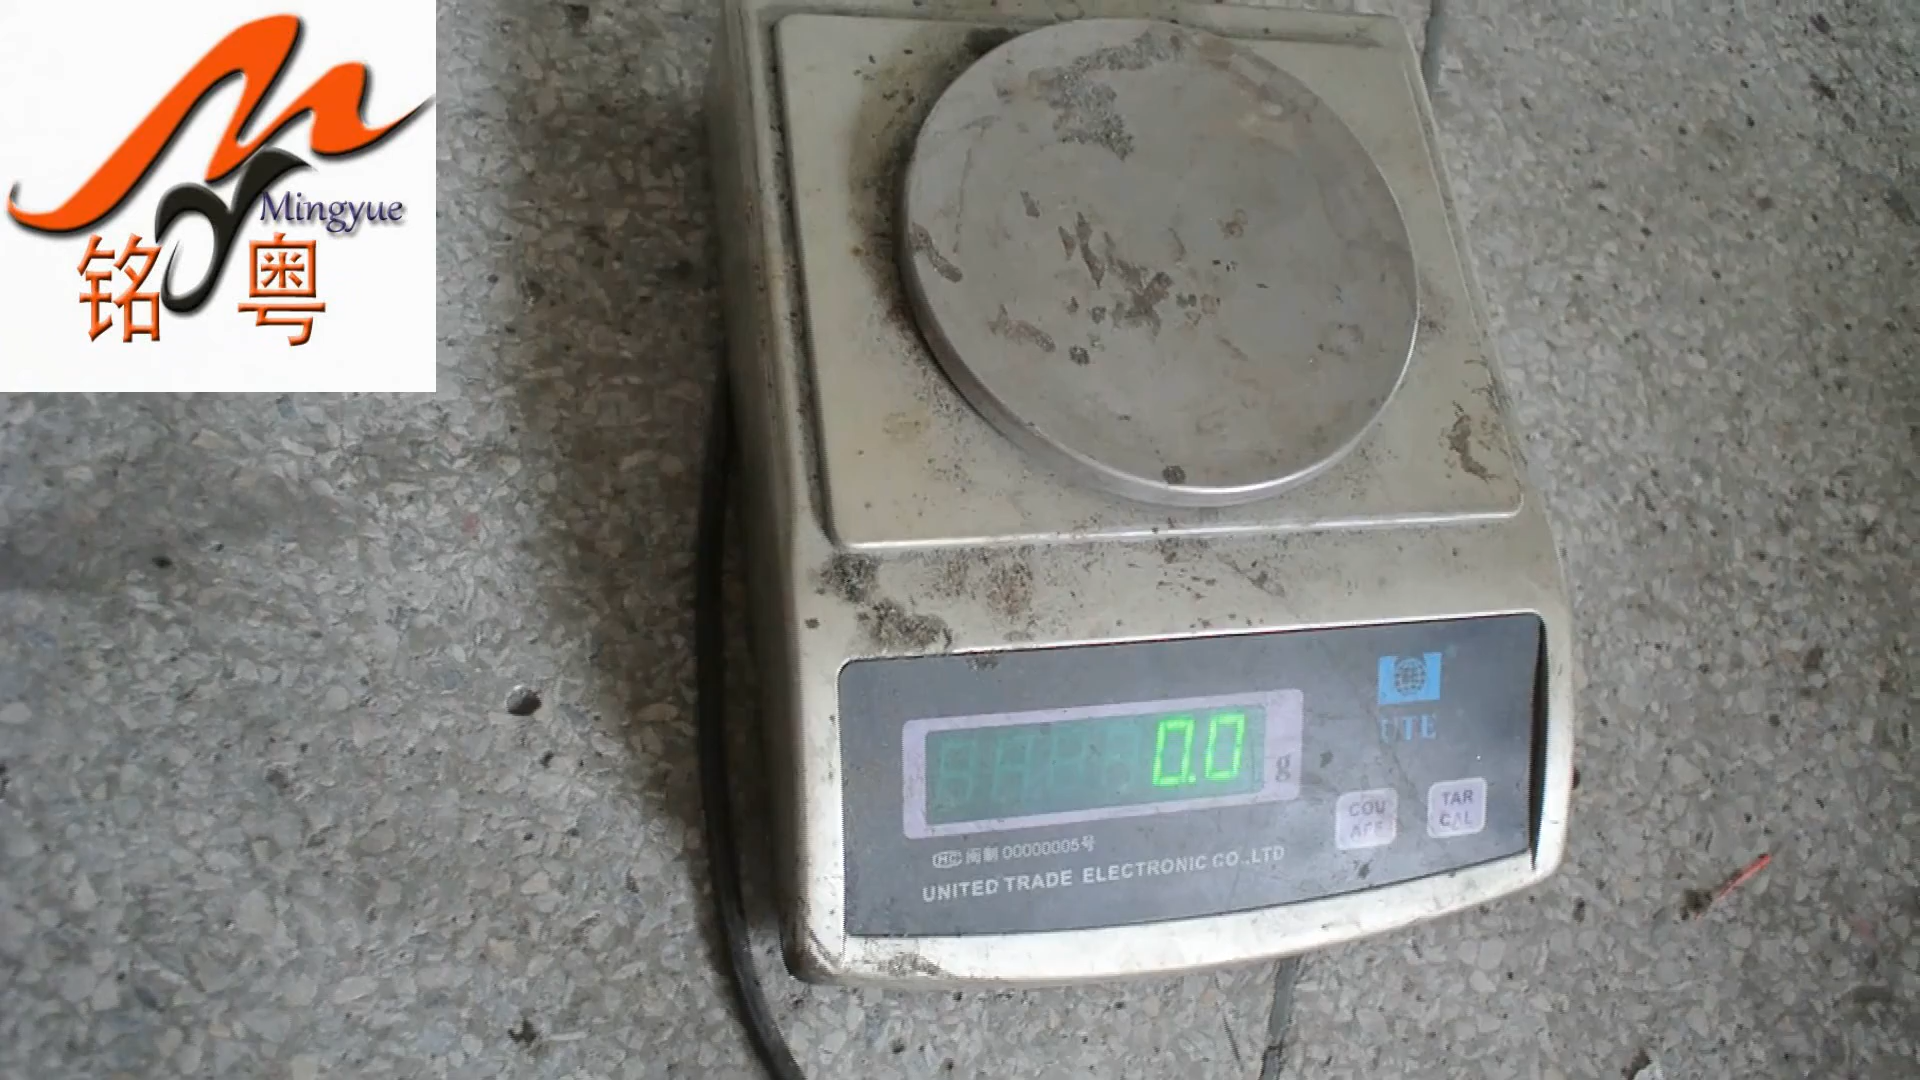 Mingyue
铭粤
0.0
g
UTE
COU
TAR
CAL
闽制 00000005号
UNITED TRADE ELECTRONIC CO.,LTD